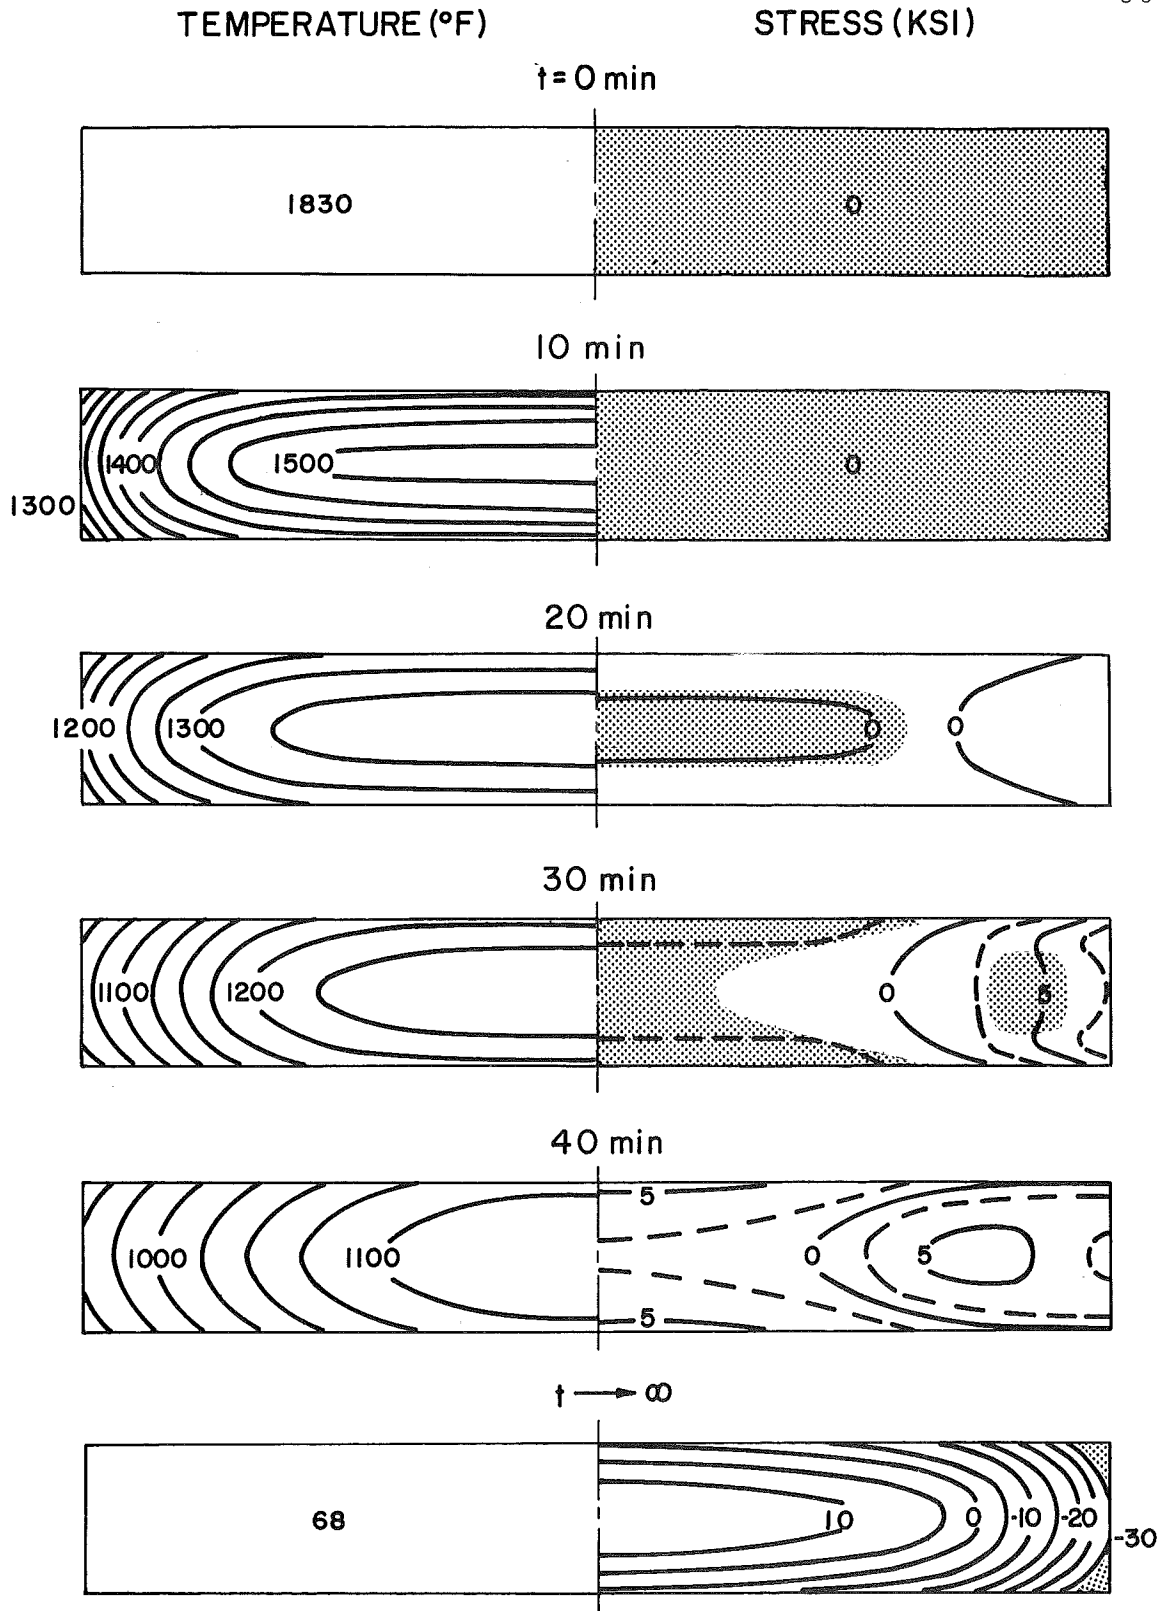 TEMPERATURE (°F) STRESS (KSI)
t = 0 min
1830 0
10 min
1400 1500 0
1300
20 min
1200 1300 0 0
30 min
1100 1200 0 5
40 min
5
1000 1100 0 5
5
t → ∞
68 10 0 -10 -20
-30